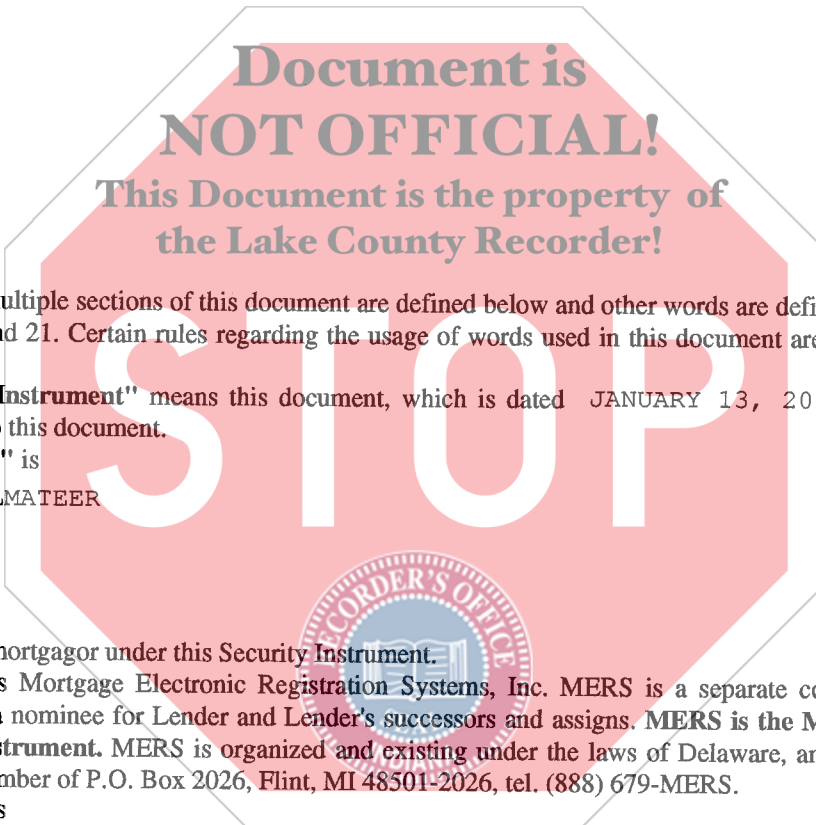 Document is
NOT OFFICIAL!
This Document is the property of
the Lake County Recorder!
ultiple sections of this document are defined below and other words are defi
nd 21. Certain rules regarding the usage of words used in this document are
STOP
Instrument" means this document, which is dated JANUARY 13, 20
this document.
" is
MATEER
RECORDER'S OFFICE
nortgagor under this Security Instrument.
s Mortgage Electronic Registration Systems, Inc. MERS is a separate co
nominee for Lender and Lender's successors and assigns. MERS is the M
strument. MERS is organized and existing under the laws of Delaware, an
mber of P.O. Box 2026, Flint, MI 48501-2026, tel. (888) 679-MERS.
INDIANA
s